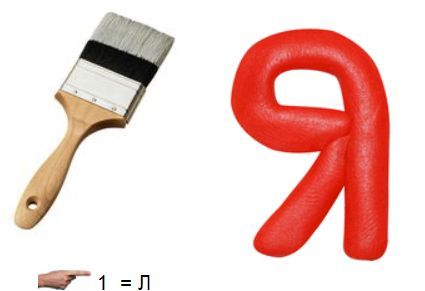 Я
1 = Л